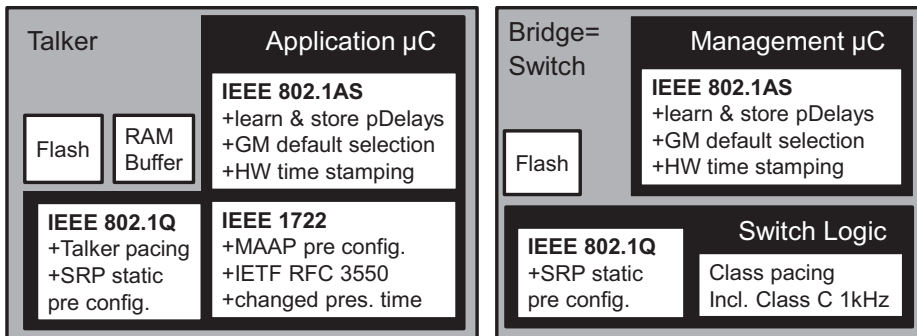 Talker
Application µC
IEEE 802.1AS
+learn & store pDelays
+GM default selection
+HW time stamping
Flash
RAM
Buffer
IEEE 802.1Q
+Talker pacing
+SRP static
pre config.
IEEE 1722
+MAAP pre config.
+IETF RFC 3550
+changed pres. time
Bridge=
Switch
Management µC
IEEE 802.1AS
+learn & store pDelays
+GM default selection
+HW time stamping
Flash
Switch Logic
IEEE 802.1Q
+SRP static
pre config.
Class pacing
Incl. Class C 1kHz